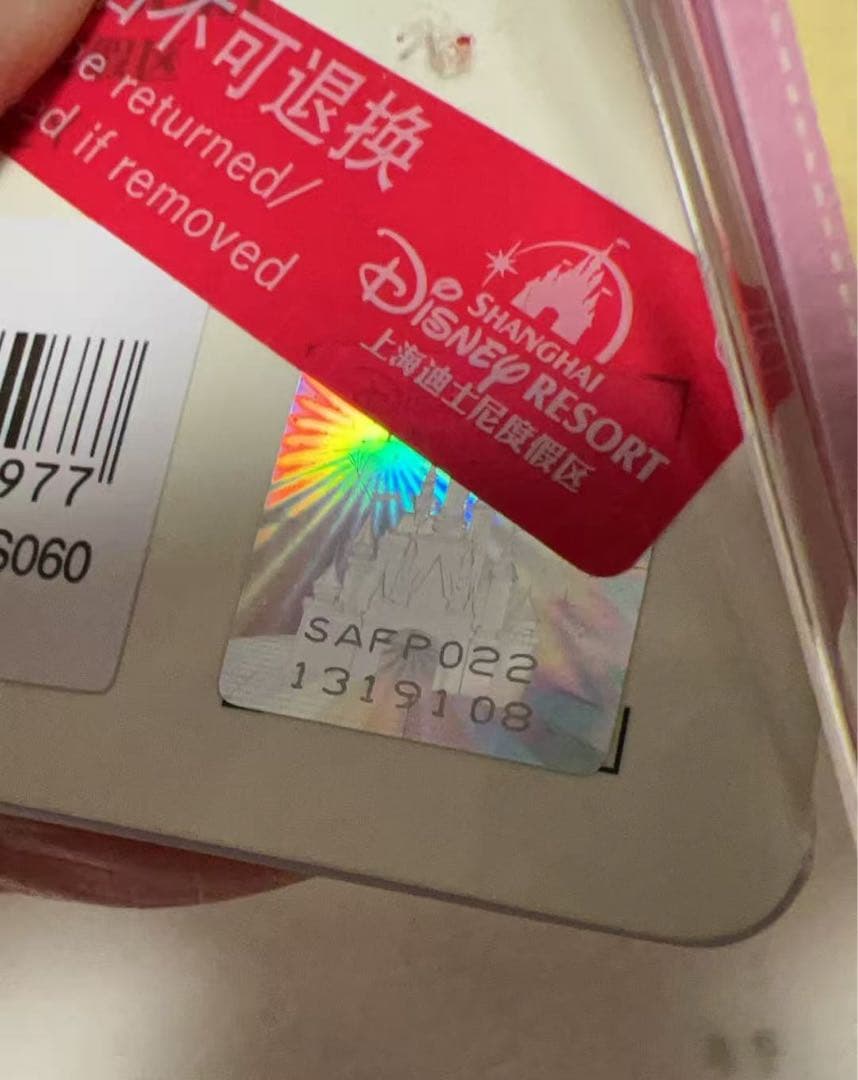 不可退换
e returned/
d if removed
Disney
SHANGHAI
RESORT
上海迪士尼度假区
977
S060
SAFP022
1319108